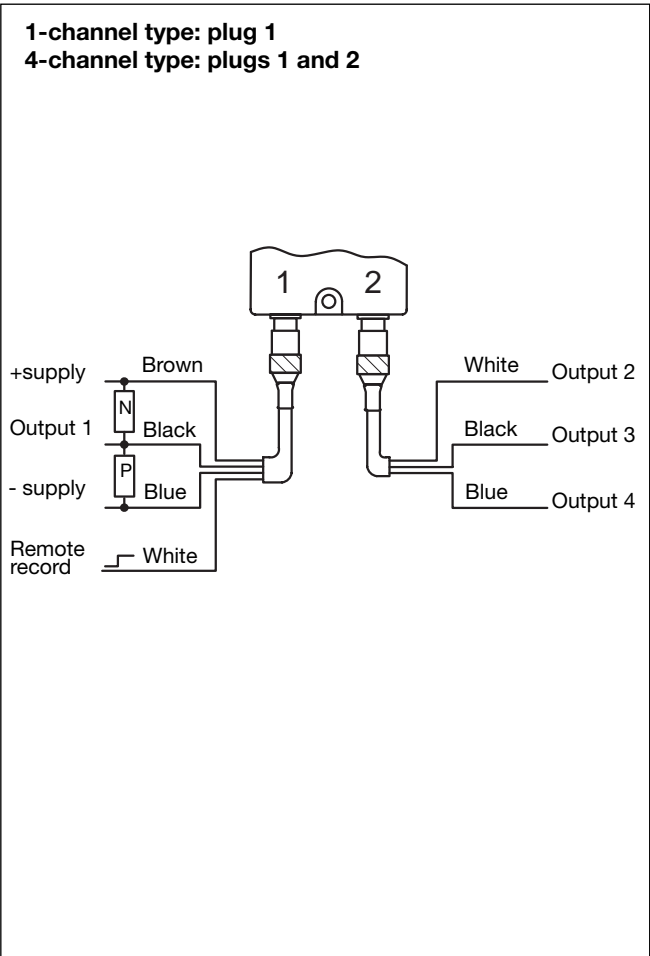 1-channel type: plug 1
4-channel type: plugs 1 and 2
1
2
+supply
Brown
N
Output 1
Black
P
- supply
Blue
Remote
record
White
White
Output 2
Black
Output 3
Blue
Output 4